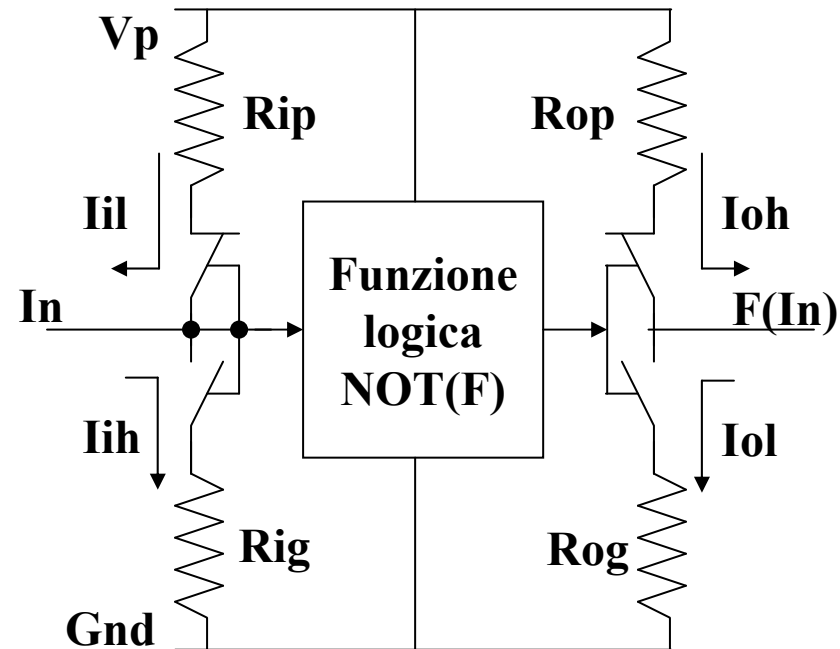 Vp
Rip
Rop
Iil
Ioh
Funzione
logica
NOT(F)
In
F(In)
Iih
Iol
Rig
Rog
Gnd